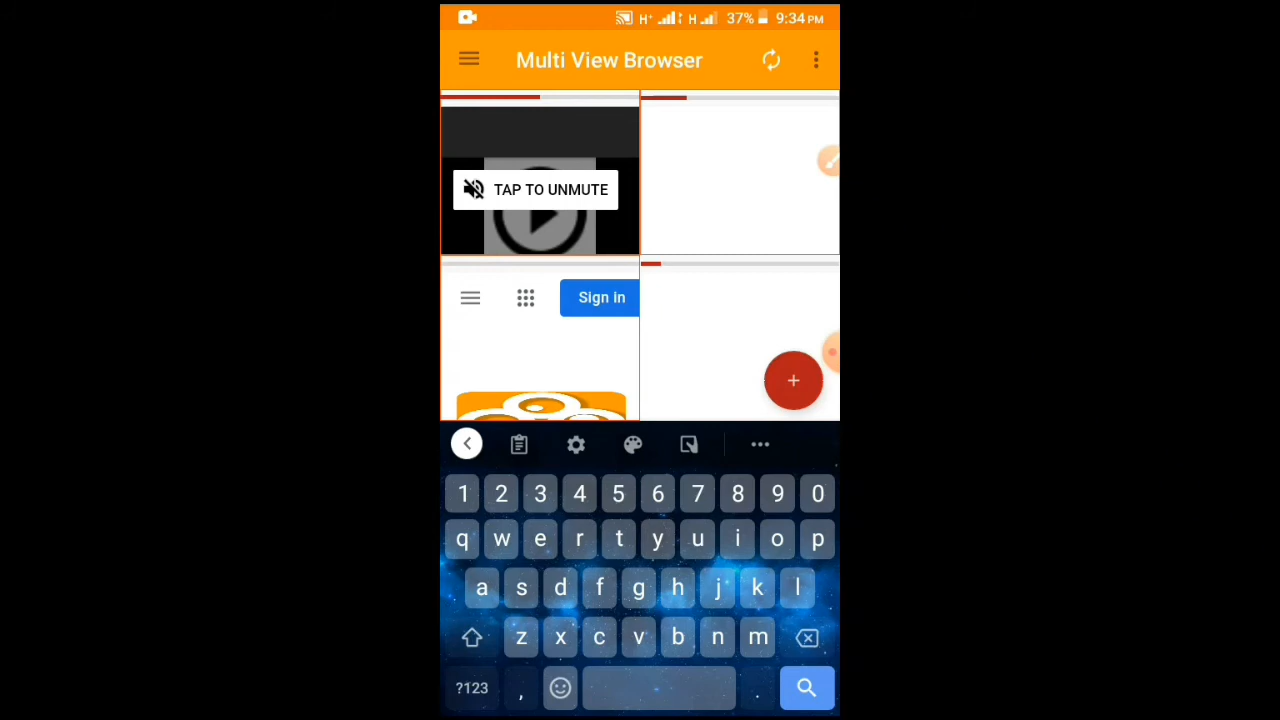 H+ H 37% 9:34 PM
Multi View Browser
TAP TO UNMUTE
Sign in
+
1 2 3 4 5 6 7 8 9 0
q w e r t y u i o p
a s d f g h j k l
z x c v b n m
?123 , .